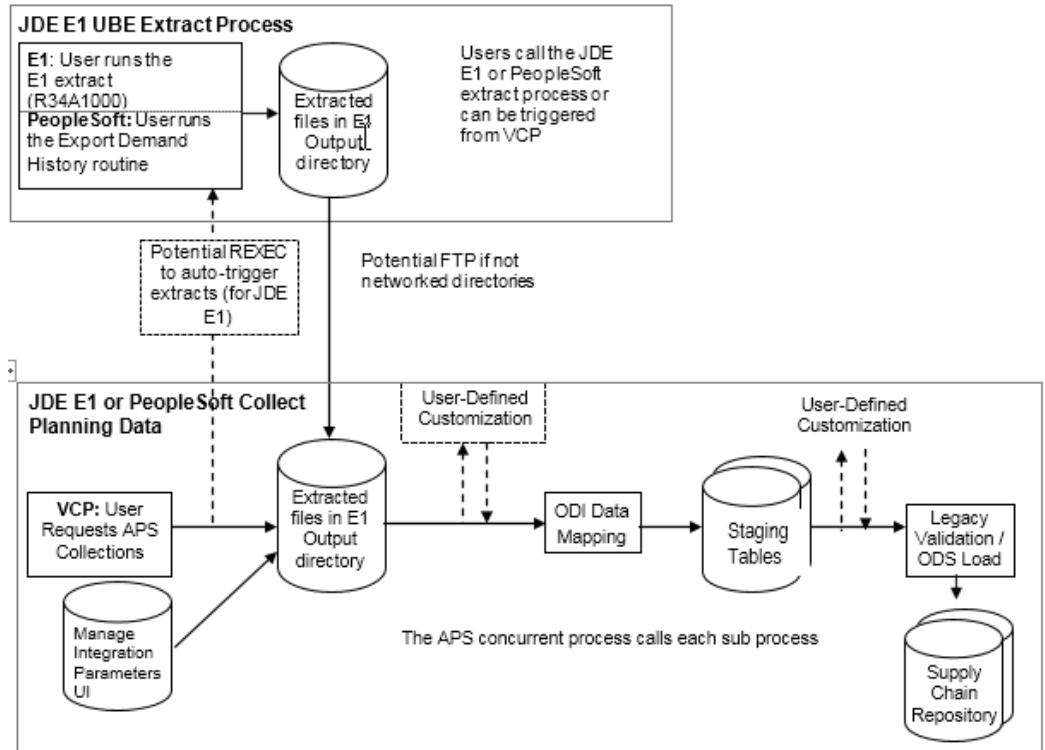 JDE E1 UBE Extract Process
E1: User runs the
E1 extract
(R34A1000)
PeopleSoft: User runs
the Export Demand
History routine
Extracted
files in E1
Output
directory
Users call the JDE
E1 or PeopleSoft
extract process or
can be triggered
from VCP
Potential REXEC
to auto-trigger
extracts (for JDE
E1)
Potential FTP if not
networked directories
JDE E1 or PeopleSoft Collect
Planning Data
User-Defined
Customization
User-Defined
Customization
VCP: User
Requests APS
Collections
Extracted
files in E1
Output
directory
ODI Data
Mapping
Staging
Tables
Legacy
Validation /
ODS Load
Manage
Integration
Parameters
UI
The APS concurrent process calls each sub process
Supply
Chain
Repository